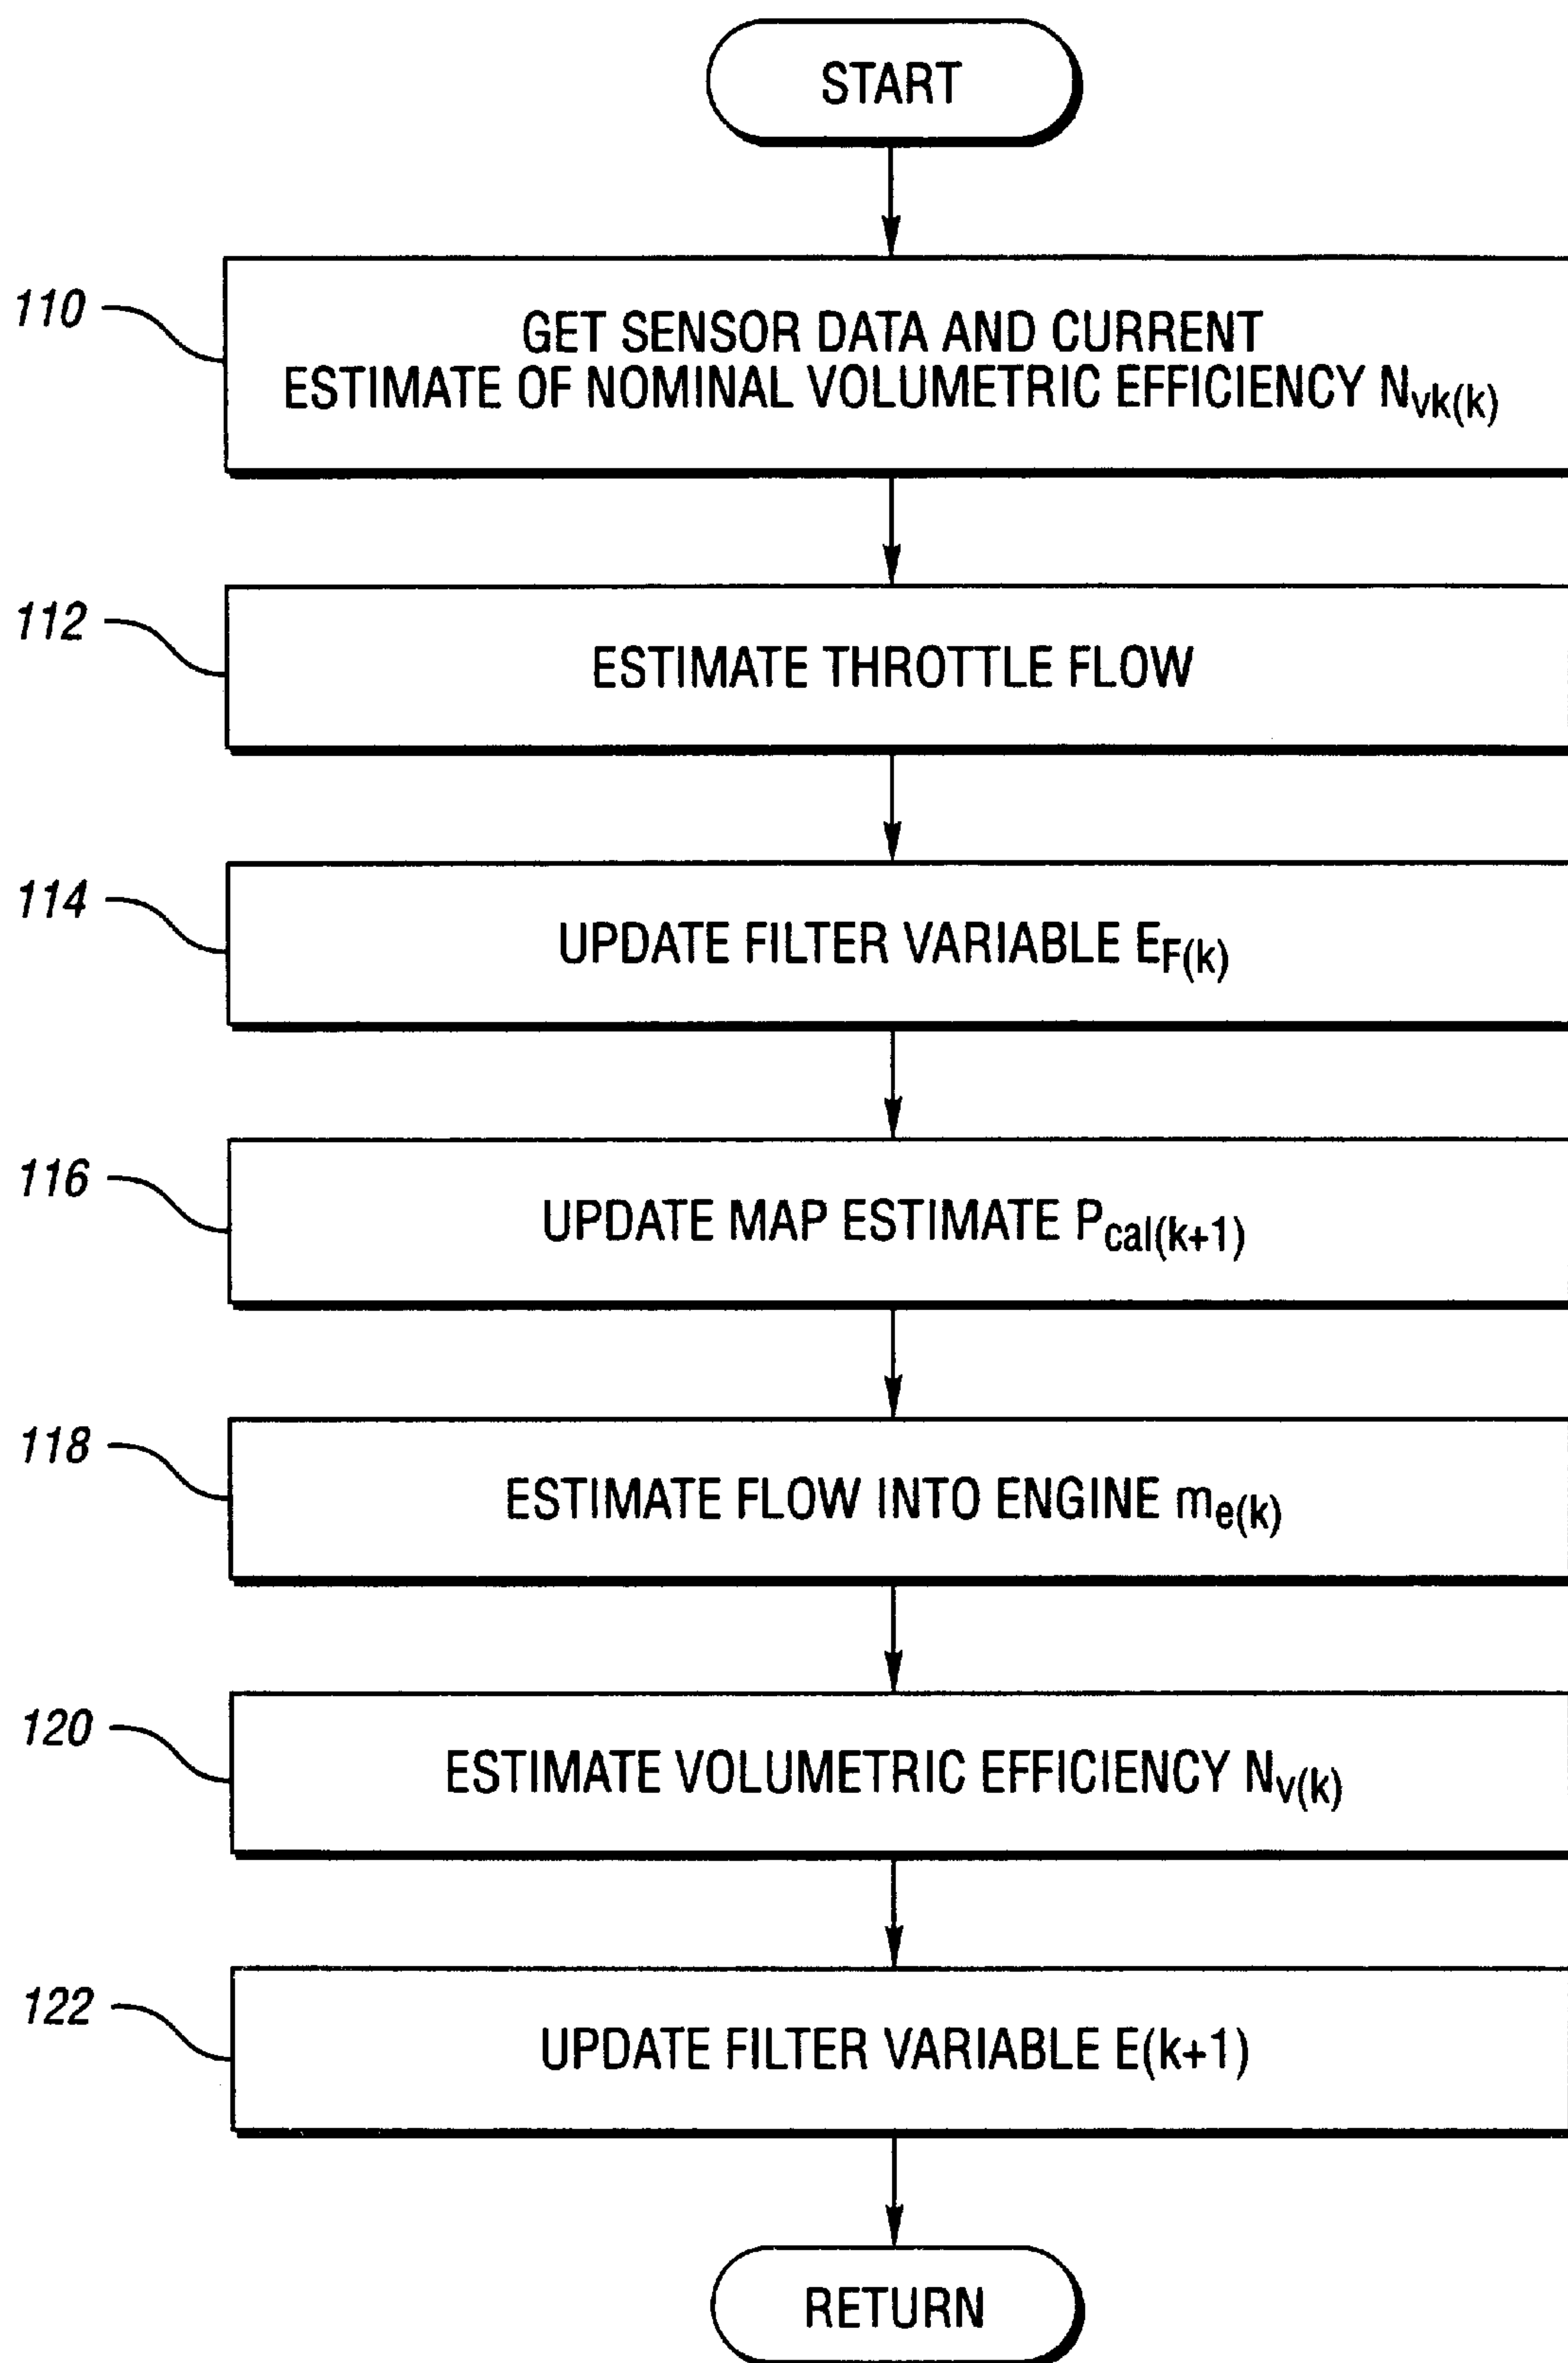 START
110
GET SENSOR DATA AND CURRENT
ESTIMATE OF NOMINAL VOLUMETRIC EFFICIENCY Nvk(k)
112
ESTIMATE THROTTLE FLOW
114
UPDATE FILTER VARIABLE EF(k)
116
UPDATE MAP ESTIMATE Pcal(k+1)
118
ESTIMATE FLOW INTO ENGINE me(k)
120
ESTIMATE VOLUMETRIC EFFICIENCY Nv(k)
122
UPDATE FILTER VARIABLE E(k+1)
RETURN